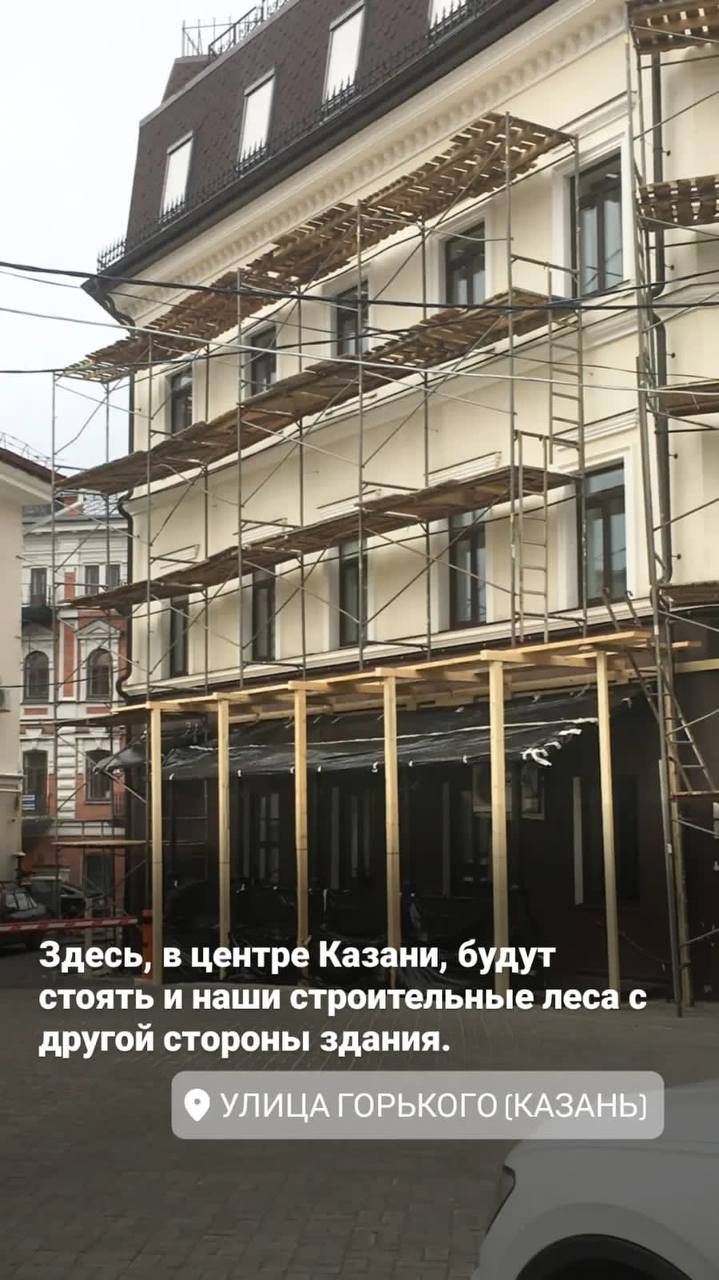 Здесь, в центре Казани, будут
стоять и наши строительные леса с
другой стороны здания.
УЛИЦА ГОРЬКОГО (КАЗАНЬ)